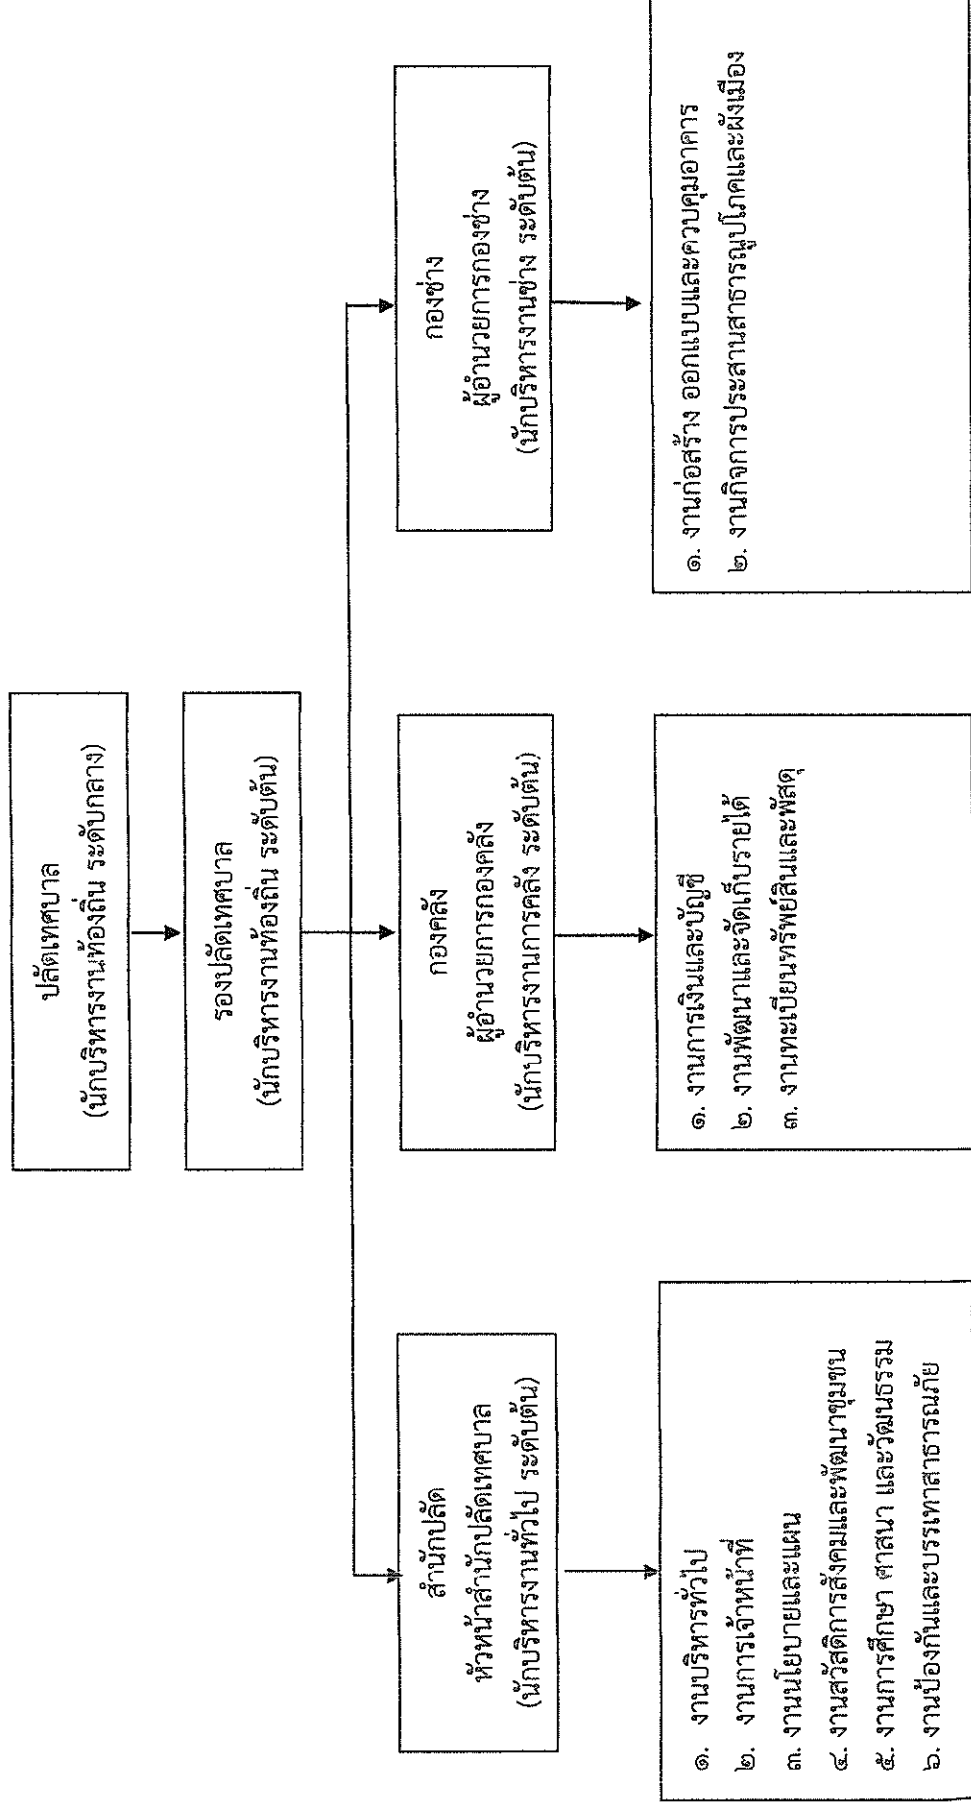 ปลัดเทศบาล
(นักบริหารงานท้องถิ่น ระดับกลาง)
รองปลัดเทศบาล
(นักบริหารงานท้องถิ่น ระดับต้น)
สำนักปลัด
หัวหน้าสำนักปลัดเทศบาล
(นักบริหารงานทั่วไป ระดับต้น)
๑. งานบริหารทั่วไป
๒. งานการเจ้าหน้าที่
๓. งานนโยบายและแผน
๔. งานสวัสดิการสังคมและพัฒนาชุมชน
๕. งานการศึกษา ศาสนา และวัฒนธรรม
๖. งานป้องกันและบรรเทาสาธารณภัย
กองคลัง
ผู้อำนวยการกองคลัง
(นักบริหารงานการคลัง ระดับต้น)
๑. งานการเงินและบัญชี
๒. งานพัฒนาและจัดเก็บรายได้
๓. งานทะเบียนทรัพย์สินและพัสดุ
กองช่าง
ผู้อำนวยการกองช่าง
(นักบริหารงานช่าง ระดับต้น)
๑. งานก่อสร้าง ออกแบบและควบคุมอาคาร
๒. งานกิจการประสานสาธารณูปโภคและผังเมือง